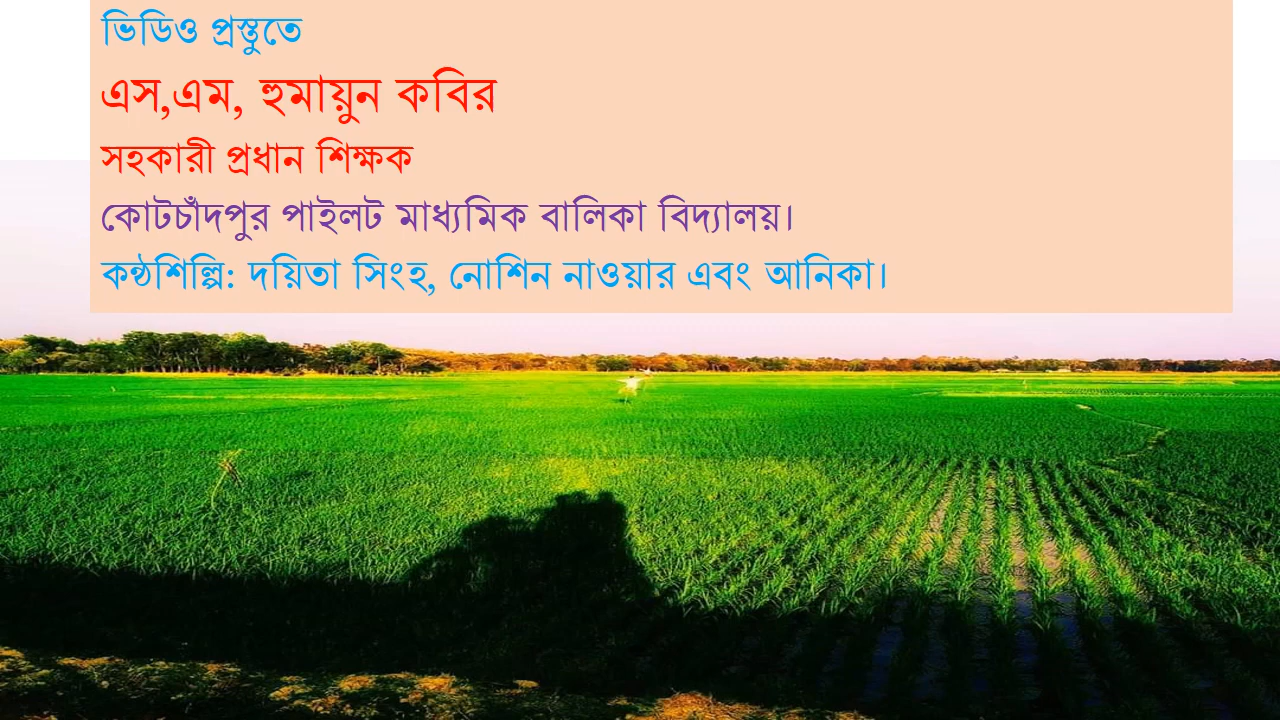 ভিডিও প্রস্তুতে
এস,এম, হুমায়ুন কবির
সহকারী প্রধান শিক্ষক
কোটচাঁদপুর পাইলট মাধ্যমিক বালিকা বিদ্যালয়।
কন্ঠশিল্পি: দয়িতা সিংহ, নোশিন নাওয়ার এবং আনিকা।